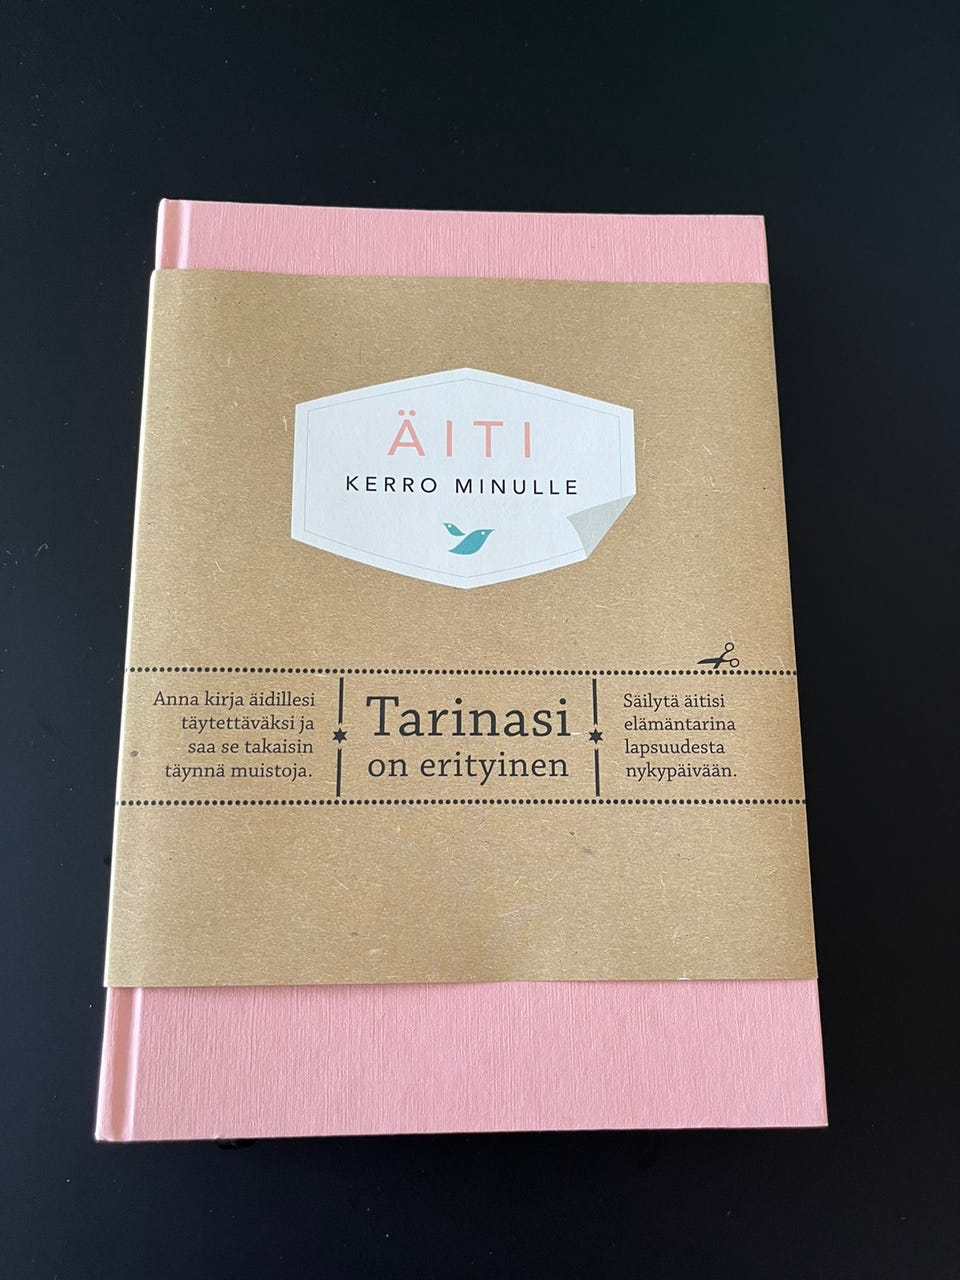 ÄITI
KERRO MINULLE
Anna kirja äidillesi
täytettäväksi ja
saa se takaisin
täynnä muistoja.
Tarinasi
on erityinen
Säilytä äitisi
elämäntarina
lapsuudesta
nykypäivään.